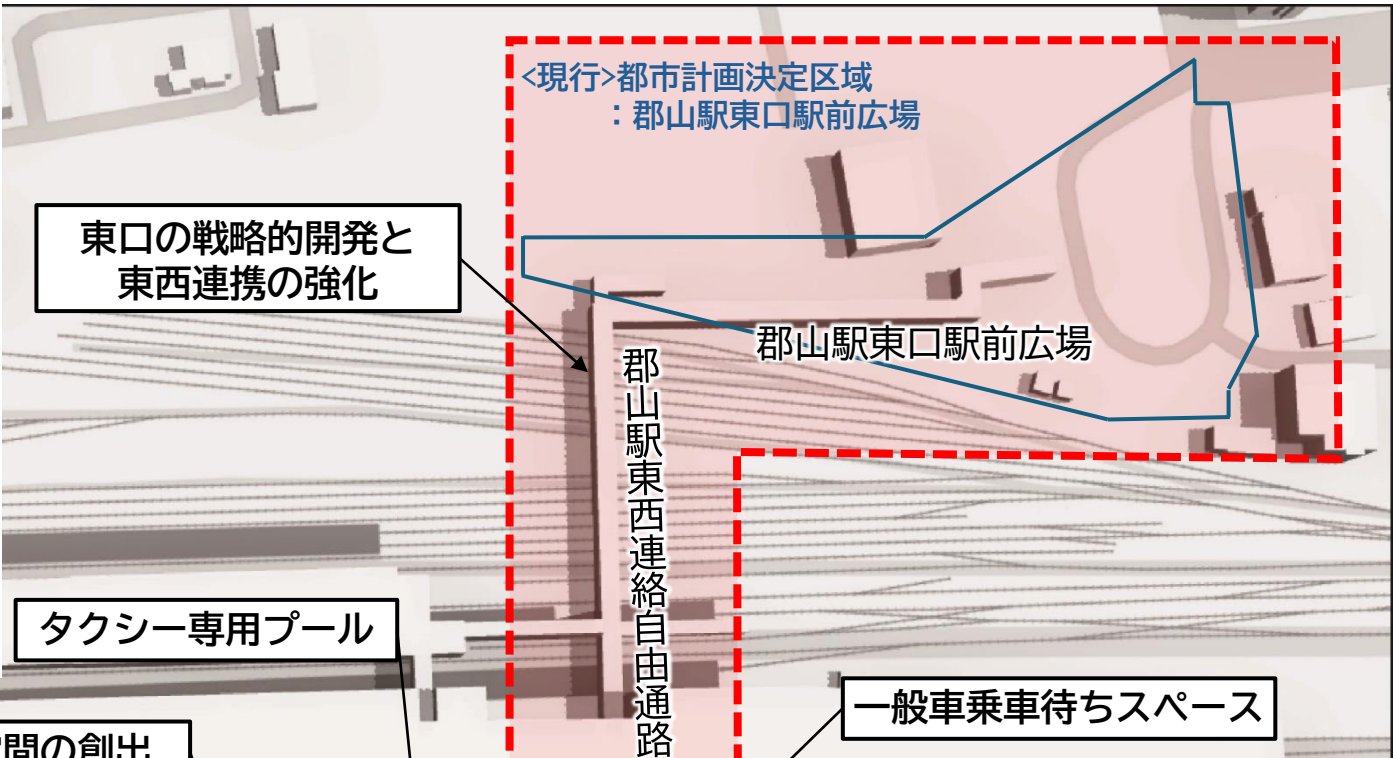 <現行>都市計画決定区域
：郡山駅東口駅前広場
東口の戦略的開発と
東西連携の強化
郡山駅東口駅前広場
郡山駅東西連絡自由通路
タクシー専用プール
一般車乗車待ちスペース
間の創出